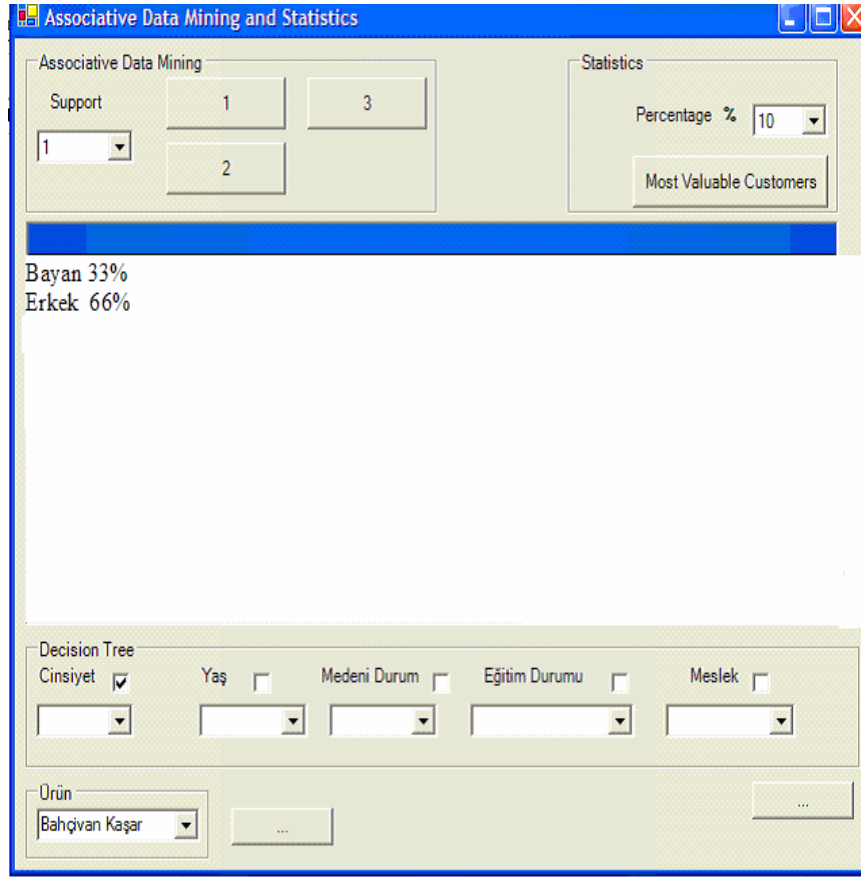 Associative Data Mining and Statistics
Associative Data Mining
Statistics
Support
1
3
Percentage %
10
1
2
Most Valuable Customers
Bayan 33%
Erkek 66%
Decision Tree
Cinsiyet
Yaş
Medeni Durum
Eğitim Durumu
Meslek
Ürün
Bahçivan Kaşar
...
...